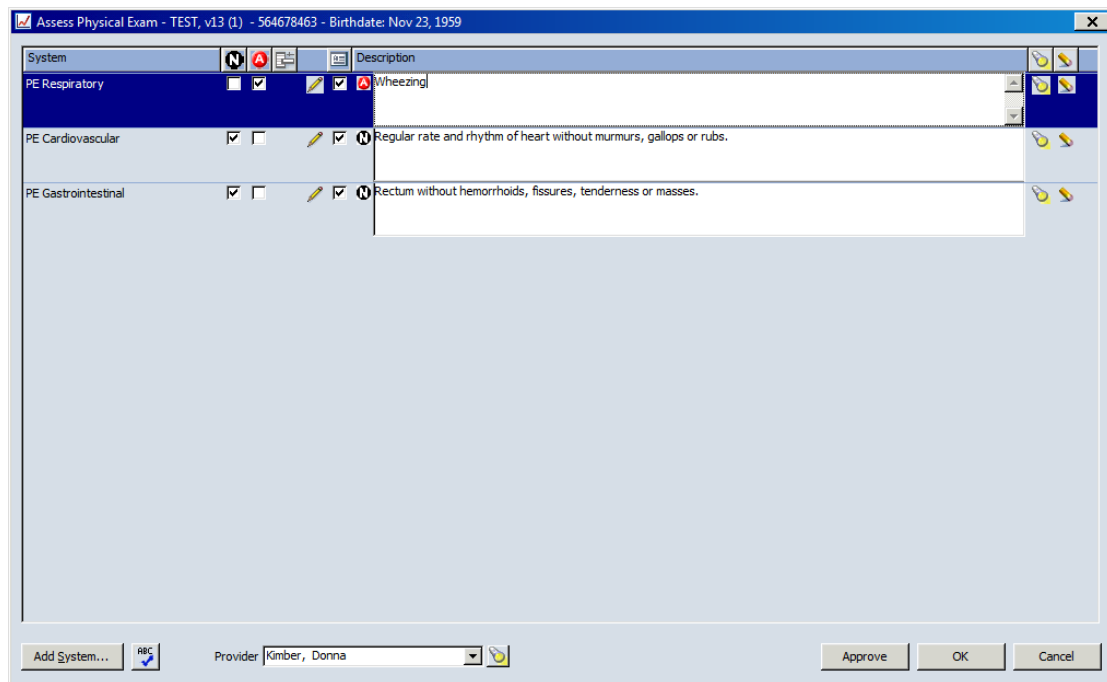 Assess Physical Exam - TEST, v13 (1) - 564678463 - Birthdate: Nov 23, 1959
System N A Description
PE Respiratory A Wheezing
PE Cardiovascular N Regular rate and rhythm of heart without murmurs, gallops or rubs.
PE Gastrointestinal N Rectum without hemorrhoids, fissures, tenderness or masses.
Add System... ABC Provider Kimber, Donna Approve OK Cancel